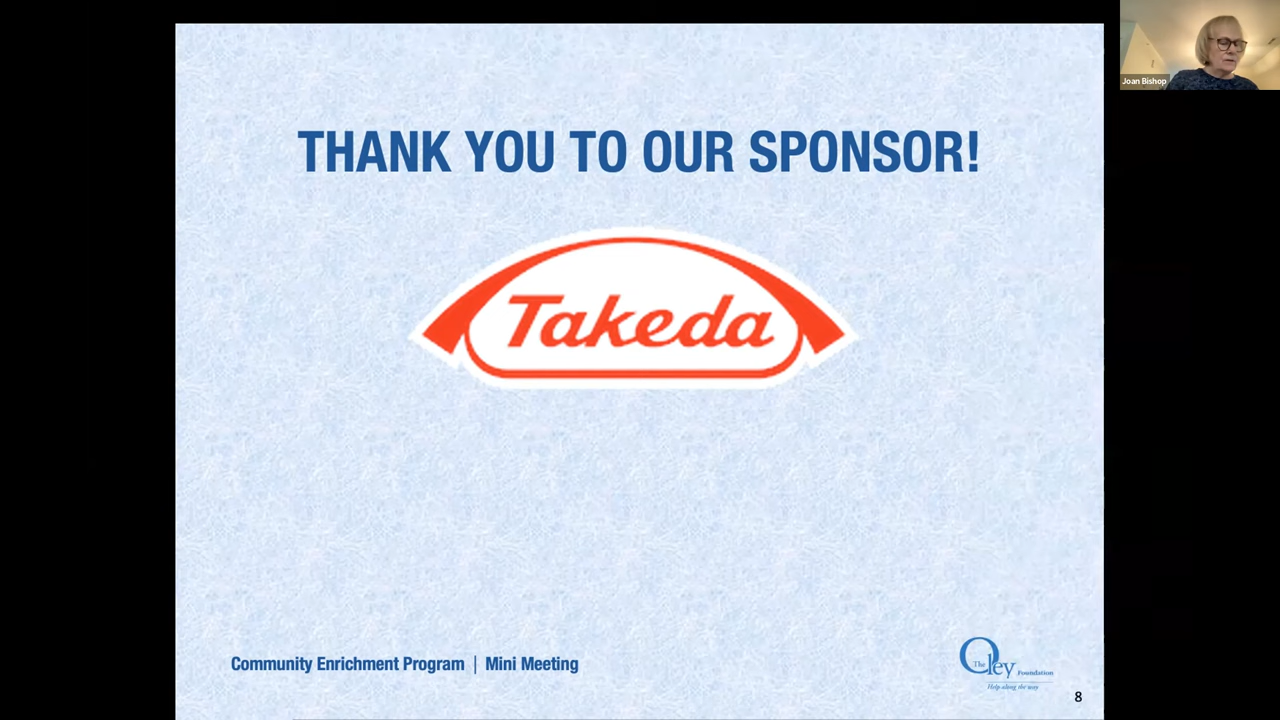 Joan Bishop
THANK YOU TO OUR SPONSOR!
Takeda
Community Enrichment Program | Mini Meeting
The Oley Foundation
Help along the way
8